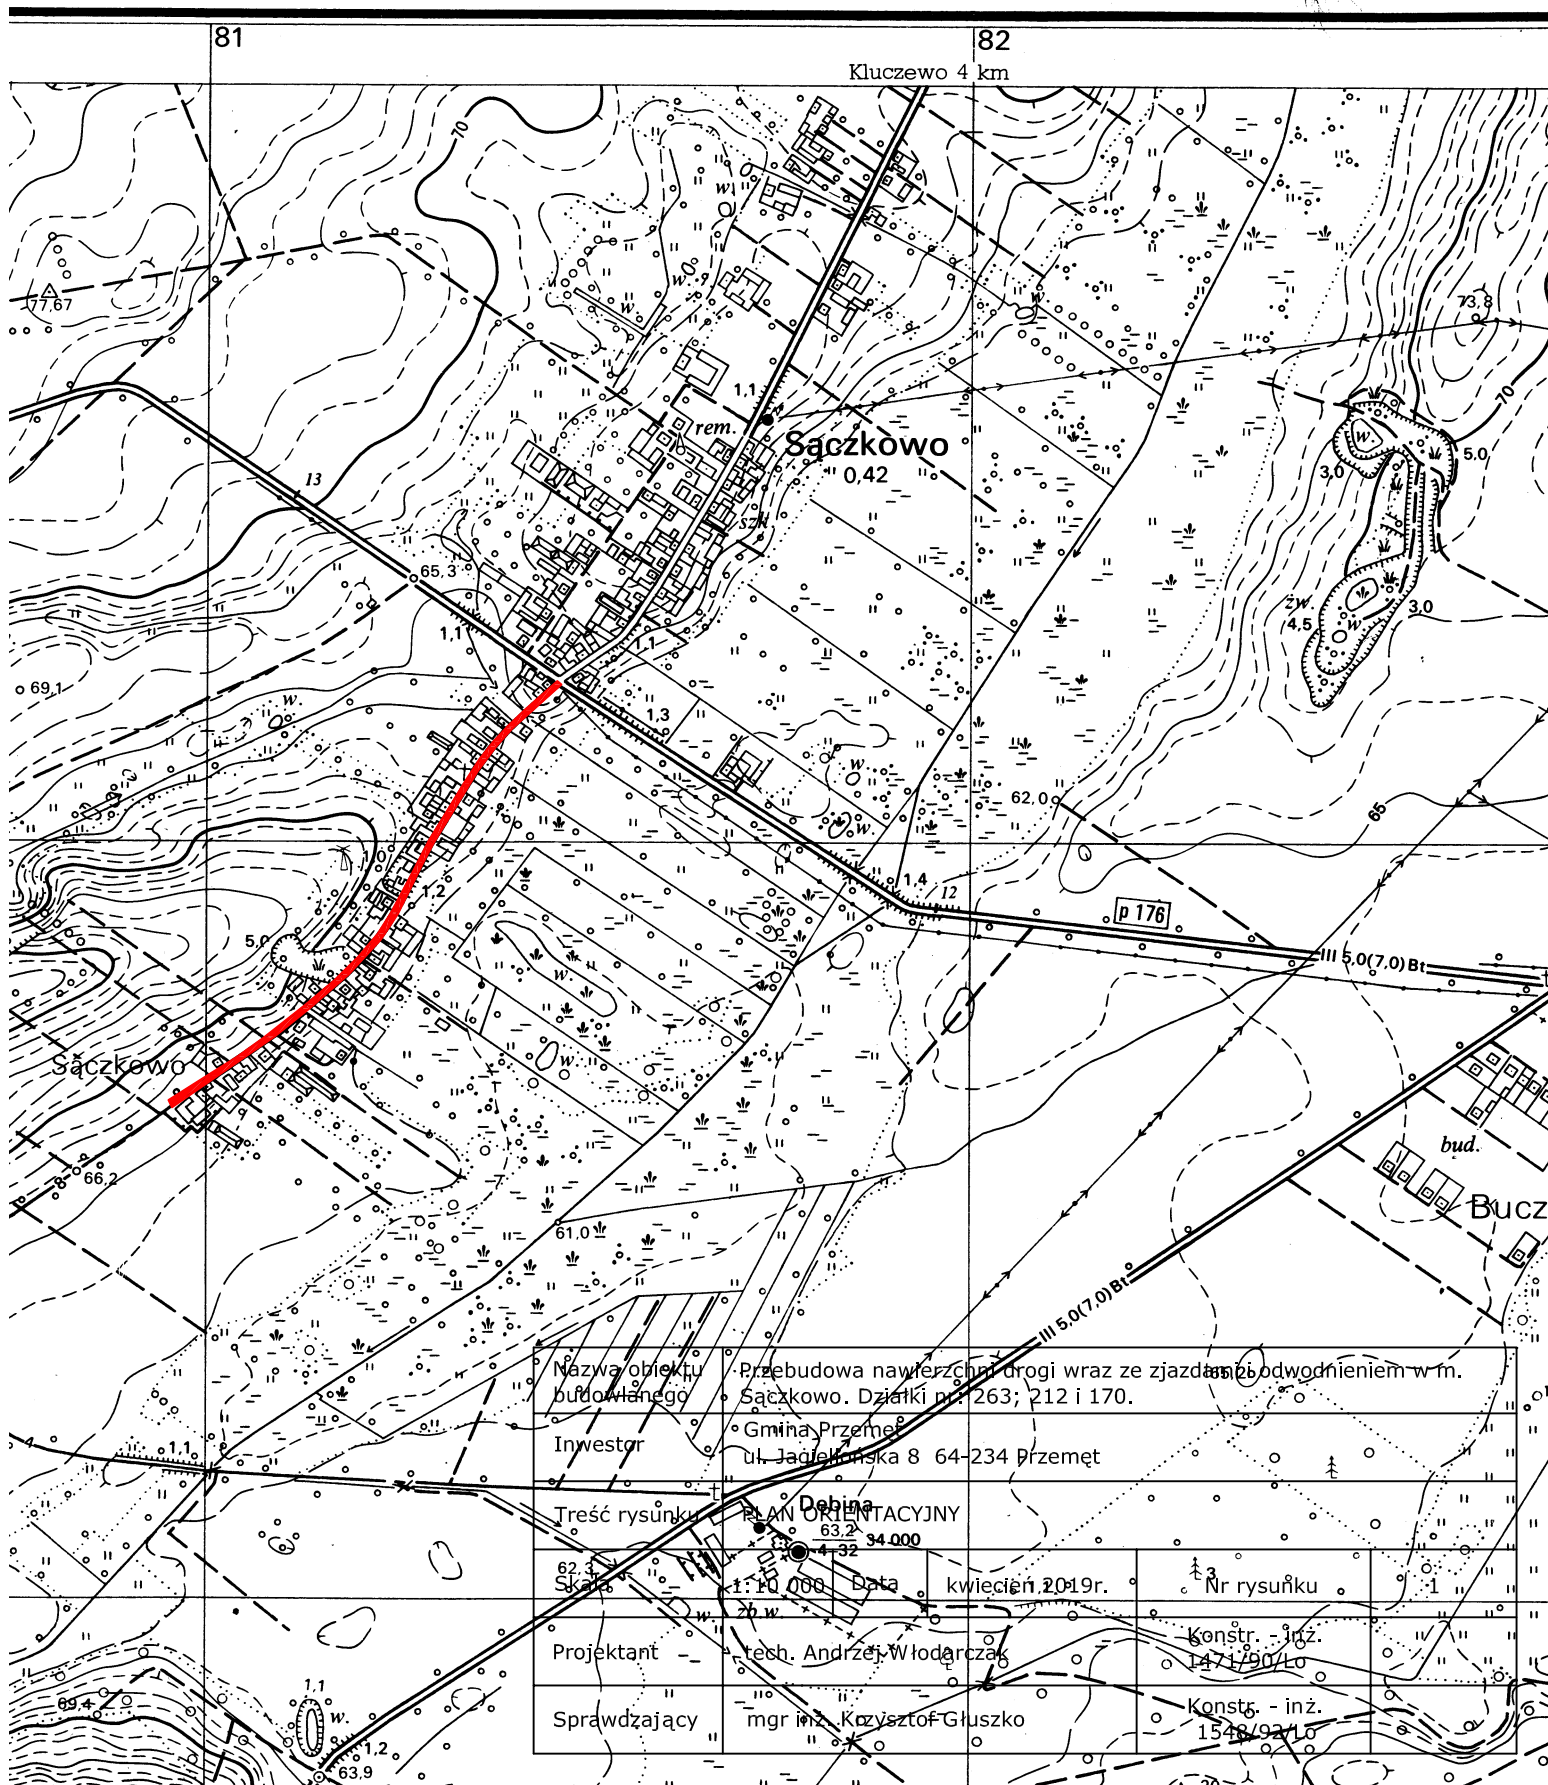 81
82
Kluczewo 4 km
70
w.
77,67
w.
w.
w
73,8
1,1
rem.
Sączkowo
0,42
70
w.
5,0
3,0
13
szk.
65,3
1,1
żw.
4,5
w
3,0
1,1
69,1
w.
1,3
w
62,0
65
w.
1,2
1,4
12
p 176
5,0
III 5,0(7,0)Bt
w.
Sączkowo
w
bud.
66,2
Bucz
61,0
III 5,0(7,0)Bt
Nazwa obiektu
budowlanego
Przebudowa nawierzchni drogi wraz ze zjazdami i odwodnieniem w m.
Sączkowo. Działki nr: 263; 212 i 170.
Inwestor
Gmina Przemęt
ul. Jagiellońska 8 64-234 Przemęt
1,1
t
Dębina
Treść rysunku
PLAN ORIENTACYJNY
63,2
4-32
34 000
62,3
Skala
1:10 000
Data
kwiecień 2019r.
Nr rysunku
1
3
w.
zb.w.
Projektant
tech. Andrzej Włodarczak
Konstr. - inż.
1471/90/Lo
Sprawdzający
mgr inż. Krzysztof Głuszko
Konstr. - inż.
1548/92/Lo
69,4
1,1
w.
1,2
63,9